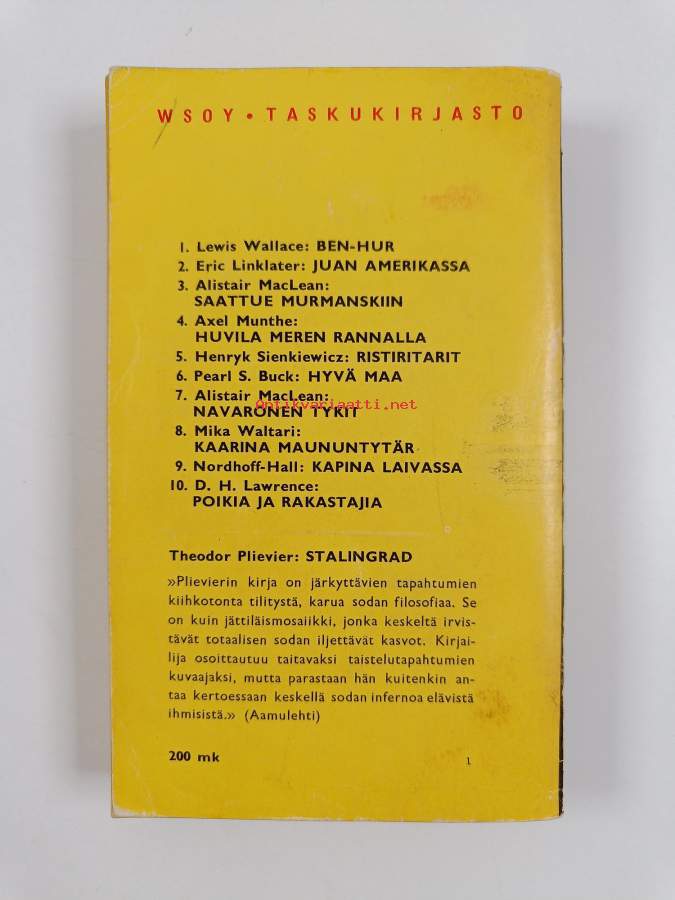 WSOY • TASKUKIRJASTO
1. Lewis Wallace: BEN-HUR
2. Eric Linklater: JUAN AMERIKASSA
3. Alistair MacLean:
SAATTUE MURMANSKIIN
4. Axel Munthe:
HUVILA MEREN RANNALLA
5. Henryk Sienkiewicz: RISTIRITARIT
6. Pearl S. Buck: HYVÄ MAA
7. Alistair MacLean:
Antikvariaatti.net
NAVARONEN TYKIT
8. Mika Waltari:
KAARINA MAUNUNTYTÄR
9. Nordhoff-Hall: KAPINA LAIVASSA
10. D. H. Lawrence:
POIKIA JA RAKASTAJIA
Theodor Plievier: STALINGRAD
»Plievierin kirja on järkyttävien tapahtumien
kiihkotonta tilitystä, karua sodan filosofiaa. Se
on kuin jättiläismosaiikki, jonka keskeltä irvis-
tävät totaalisen sodan iljettävät kasvot. Kirjai-
lija osoittautuu taitavaksi taistelutapahtumien
kuvaajaksi, mutta parastaan hän kuitenkin an-
taa kertoessaan keskellä sodan infernoa elävistä
ihmisistä.» (Aamulehti)
200 mk
1